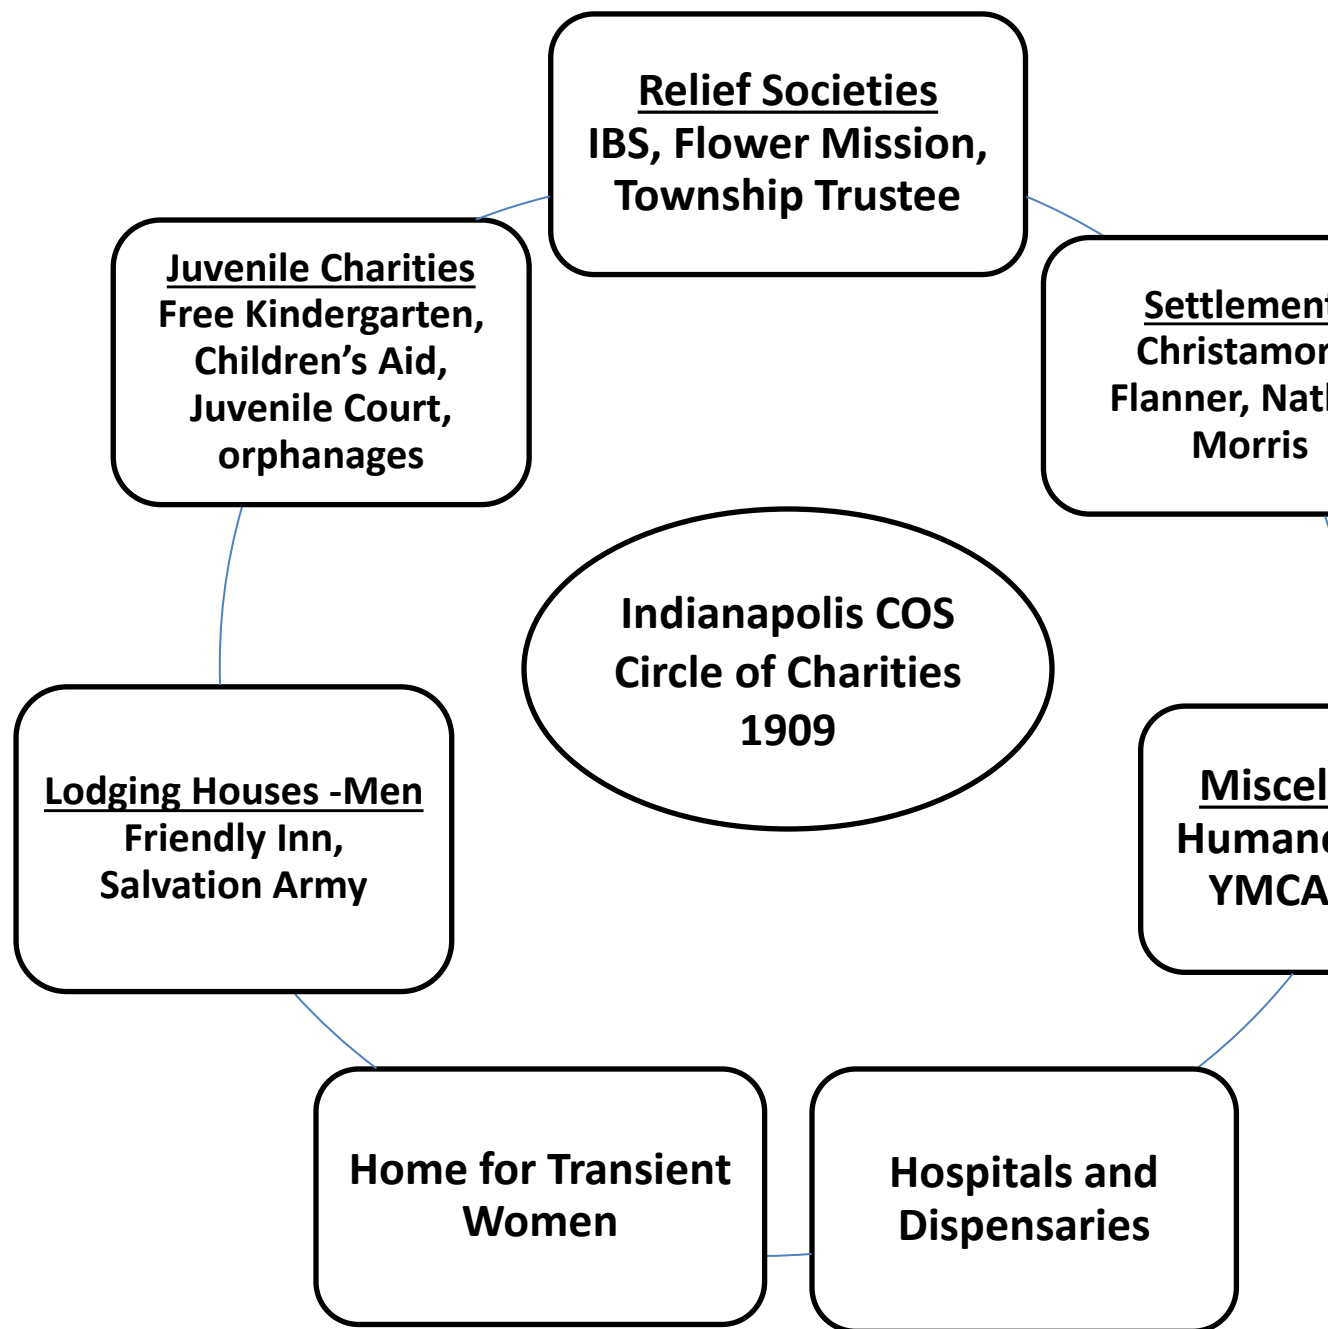 Relief Societies
IBS, Flower Mission,
Township Trustee
Juvenile Charities
Free Kindergarten,
Children’s Aid,
Juvenile Court,
orphanages
Settlement
Flanner,
Morris
Indianapolis COS
Circle of Charities
1909
Lodging Houses -Men
Friendly Inn,
Salvation Army
YMCA
Home for Transient
Women
Hospitals and
Dispensaries